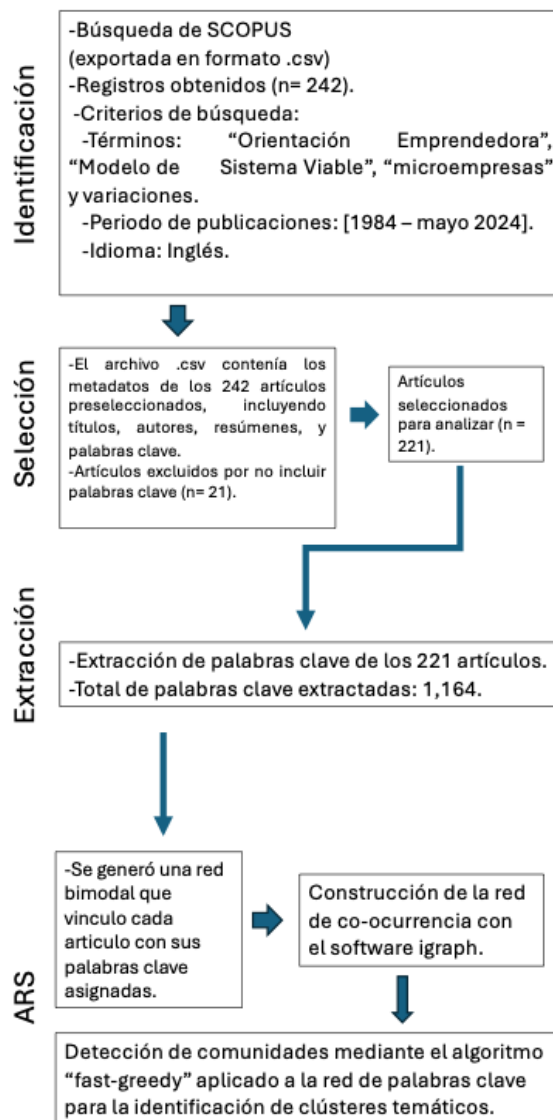 Identificación
-Búsqueda de SCOPUS
(exportada en formato .csv)
-Registros obtenidos (n= 242).
-Criterios de búsqueda:
-Términos: “Orientación Emprendedora”,
“Modelo de Sistema Viable”, “microempresas”
y variaciones.
-Periodo de publicaciones: [1984 – mayo 2024].
-Idioma: Inglés.
Selección
-El archivo .csv contenía los
metadatos de los 242 artículos
preseleccionados, incluyendo
títulos, autores, resúmenes, y
palabras clave.
-Artículos excluidos por no incluir
palabras clave (n= 21).
Artículos
seleccionados
para analizar (n =
221).
Extracción
-Extracción de palabras clave de los 221 artículos.
-Total de palabras clave extractadas: 1,164.
ARS
-Se generó una red
bimodal que
vinculo cada
articulo con sus
palabras clave
asignadas.
Construcción de la red
de co-ocurrencia con
el software igraph.
Detección de comunidades mediante el algoritmo
“fast-greedy” aplicado a la red de palabras clave
para la identificación de clústeres temáticos.